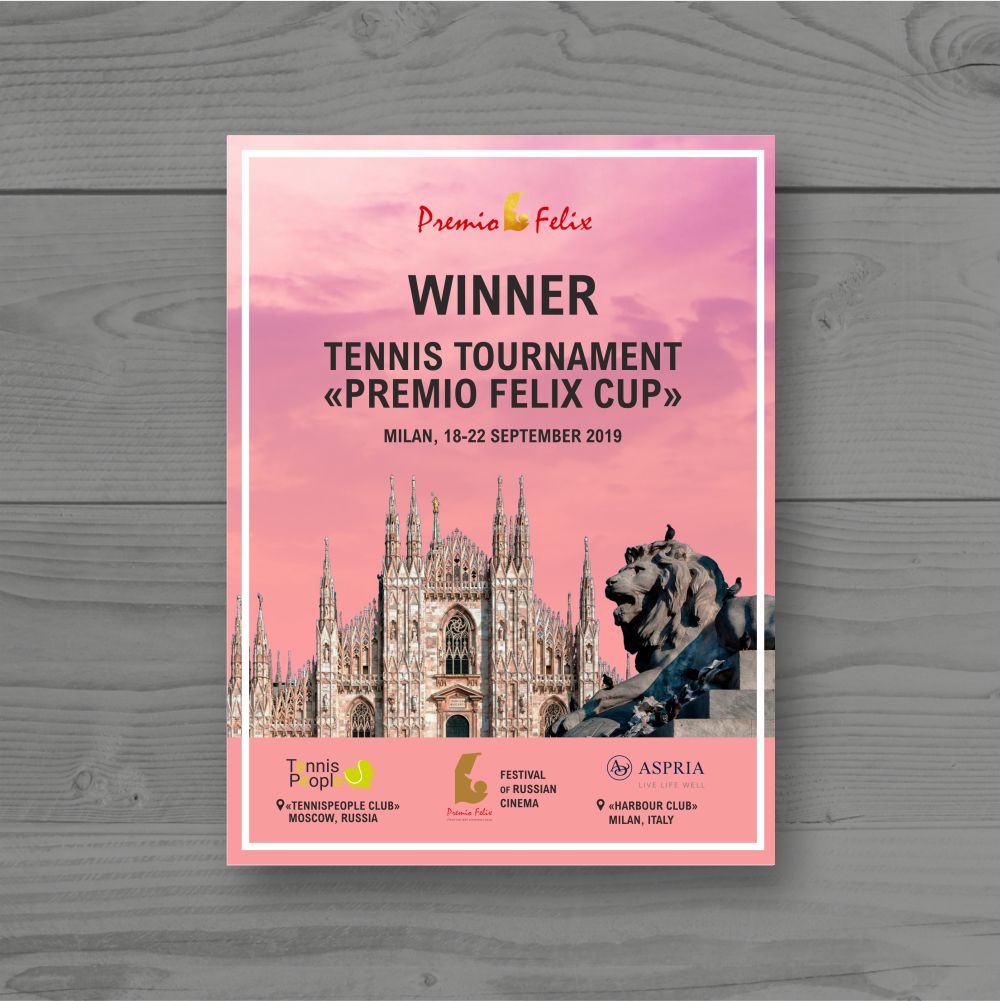 Premio Felix
WINNER
TENNIS TOURNAMENT
«PREMIO FELIX CUP»
MILAN, 18-22 SEPTEMBER 2019
Tennis
People
«TENNISPEOPLE CLUB»
MOSCOW, RUSSIA
Premio Felix
FESTIVAL
OF RUSSIAN
CINEMA
ASPRIA
LIVE LIFE WELL
«HARBOUR CLUB»
MILAN, ITALY